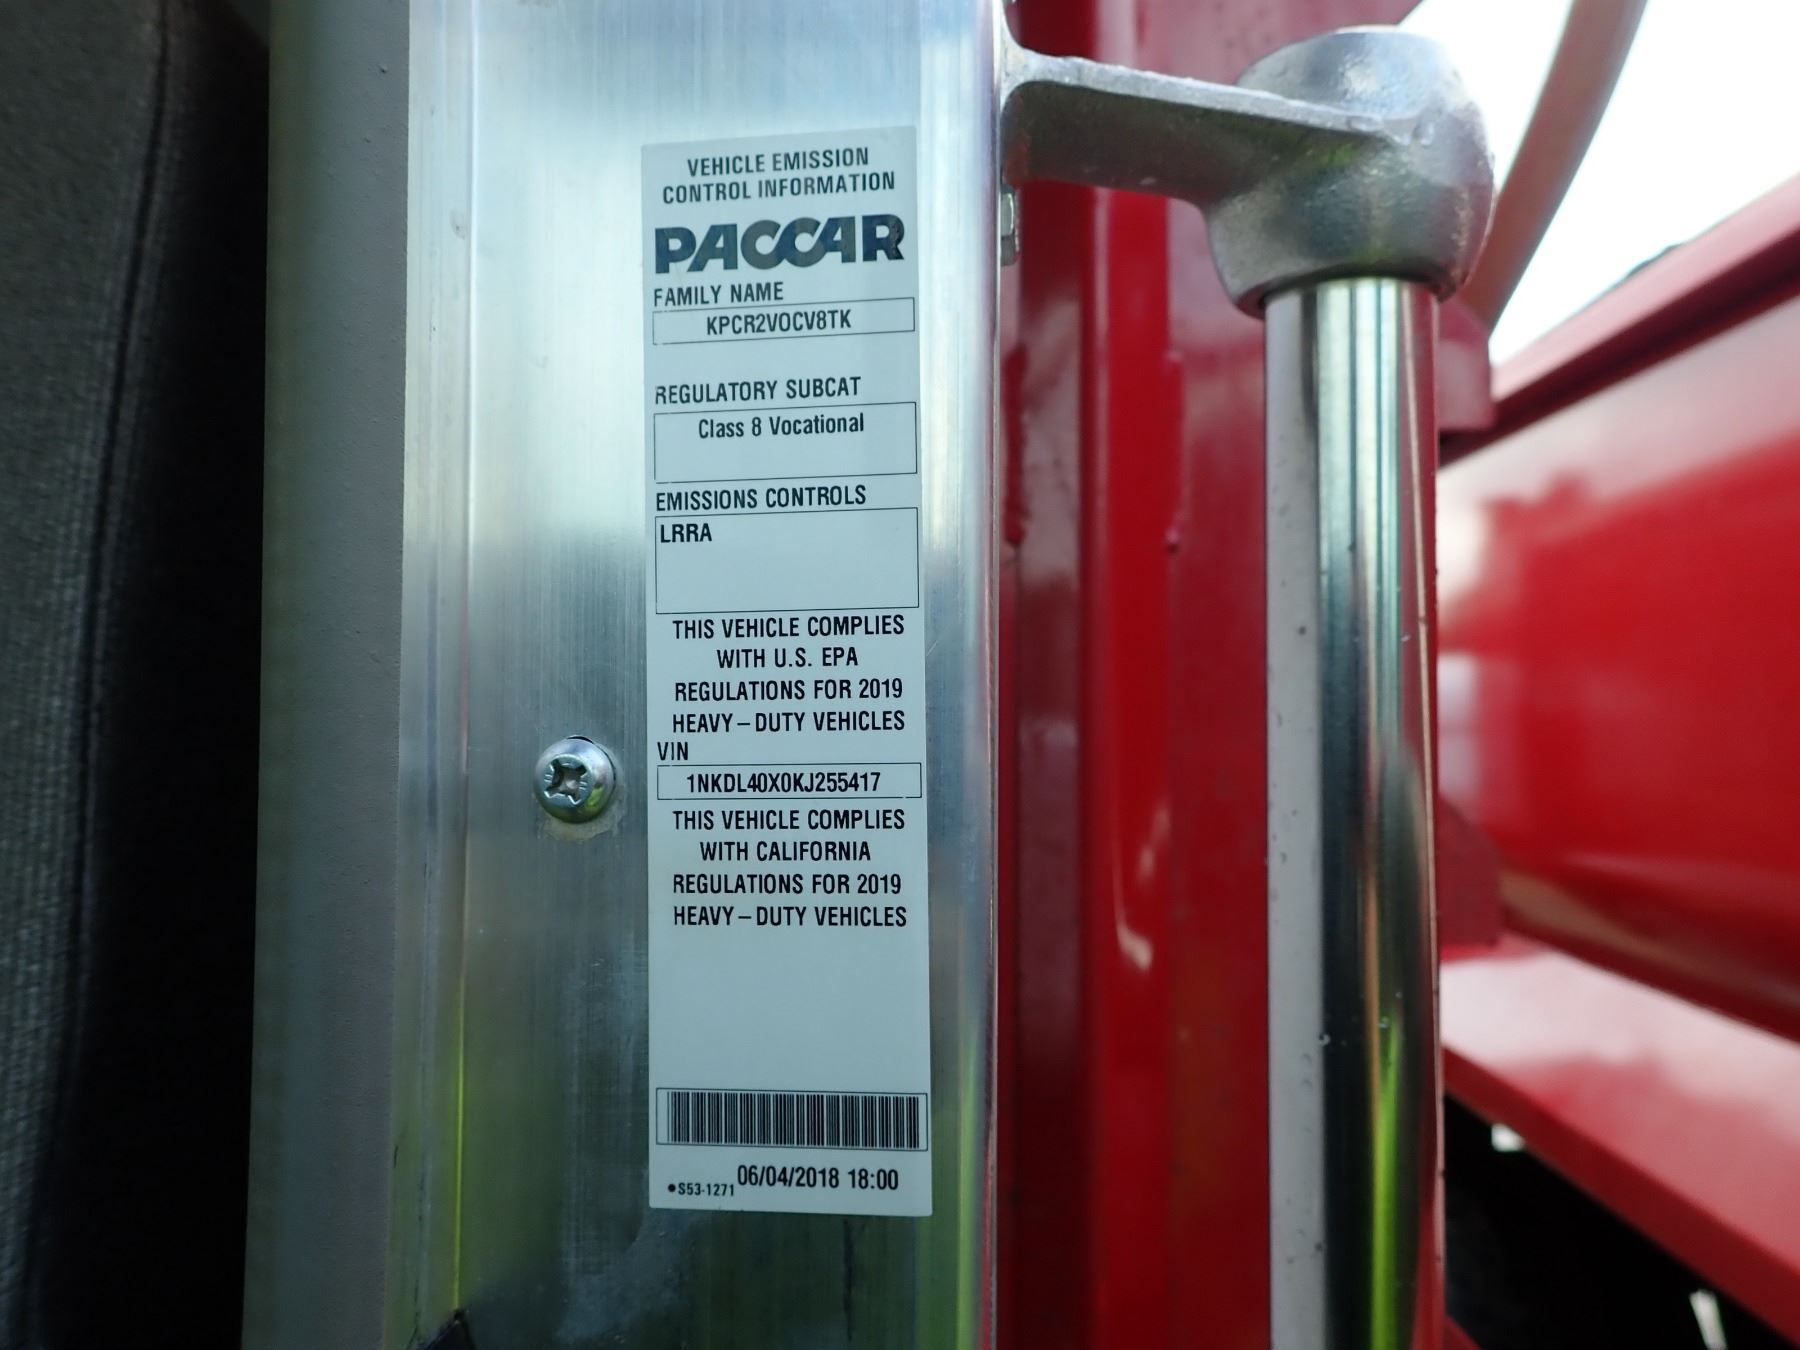 VEHICLE EMISSION
CONTROL INFORMATION
PACCAR
FAMILY NAME
KPCR2VOCV8TK
REGULATORY SUBCAT
Class 8 Vocational
EMISSIONS CONTROLS
LRRA
THIS VEHICLE COMPLIES
WITH U.S. EPA
REGULATIONS FOR 2019
HEAVY – DUTY VEHICLES
VIN
1NKDL40X0KJ255417
THIS VEHICLE COMPLIES
WITH CALIFORNIA
REGULATIONS FOR 2019
HEAVY – DUTY VEHICLES
●S53-1271 06/04/2018 18:00